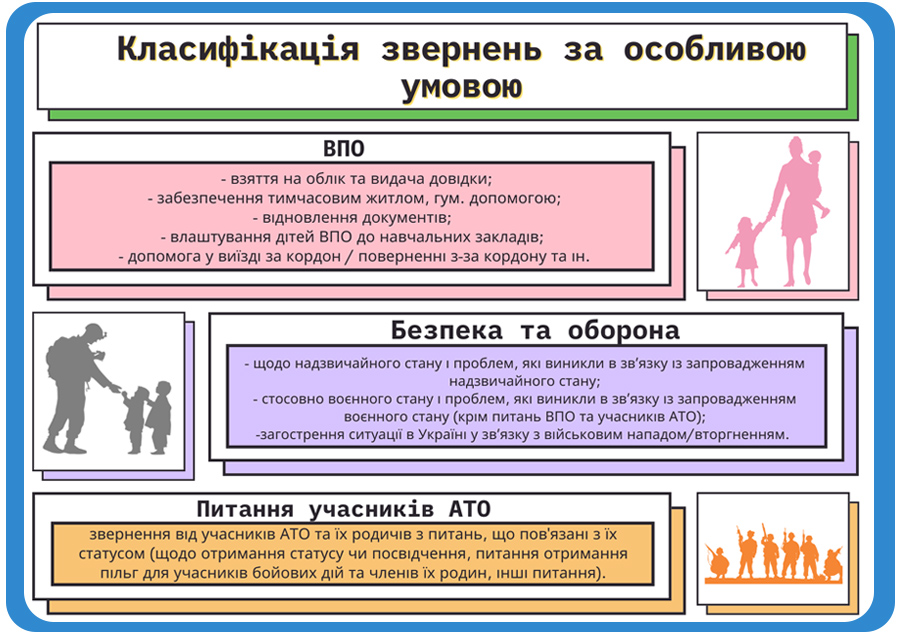 Класифікація звернень за особливою
умовою
ВПО
- взяття на облік та видача довідки;
- забезпечення тимчасовим житлом, гум. допомогою;
- відновлення документів;
- влаштування дітей ВПО до навчальних закладів;
- допомога у виїзді за кордон / поверненні з-за кордону та ін.
Безпека та оборона
- щодо надзвичайного стану і проблем, які виникли в зв’язку із запровадженням
надзвичайного стану;
- стосовно воєнного стану і проблем, які виникли в зв’язку із запровадженням
воєнного стану (крім питань ВПО та учасників АТО);
-загострення ситуації в Україні у зв’язку з військовим нападом/вторгненням.
Питання учасників АТО
звернення від учасників АТО та їх родичів з питань, що пов'язані з їх
статусом (щодо отримання статусу чи посвідчення, питання отримання
пільг для учасників бойових дій та членів їх родин, інші питання).